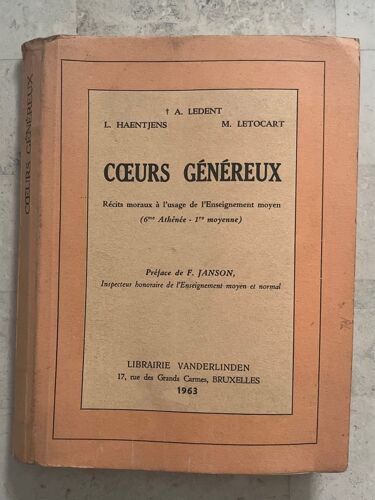 CŒURS GÉNÉREUX
† A. LEDENT
L. HAENTJENS M. LETOCART
CŒURS GÉNÉREUX
Récits moraux à l'usage de l'Enseignement moyen
(6me Athénée - 1re moyenne)
Préface de F. JANSON,
Inspecteur honoraire de l'Enseignement moyen et normal
LIBRAIRIE VANDERLINDEN
17, rue des Grands Carmes, BRUXELLES
1963